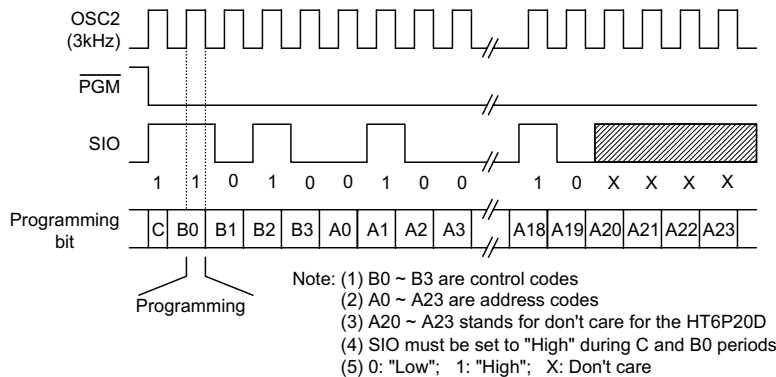 OSC2
(3kHz)
PGM
SIO
1 1 0 1 0 0 1 0 0 1 0 X X X X
Programming
bit
C B0 B1 B2 B3 A0 A1 A2 A3 A18 A19 A20 A21 A22 A23
Programming
Note: (1) B0 ~ B3 are control codes
(2) A0 ~ A23 are address codes
(3) A20 ~ A23 stands for don't care for the HT6P20D
(4) SIO must be set to "High" during C and B0 periods
(5) 0: "Low"; 1: "High"; X: Don't care